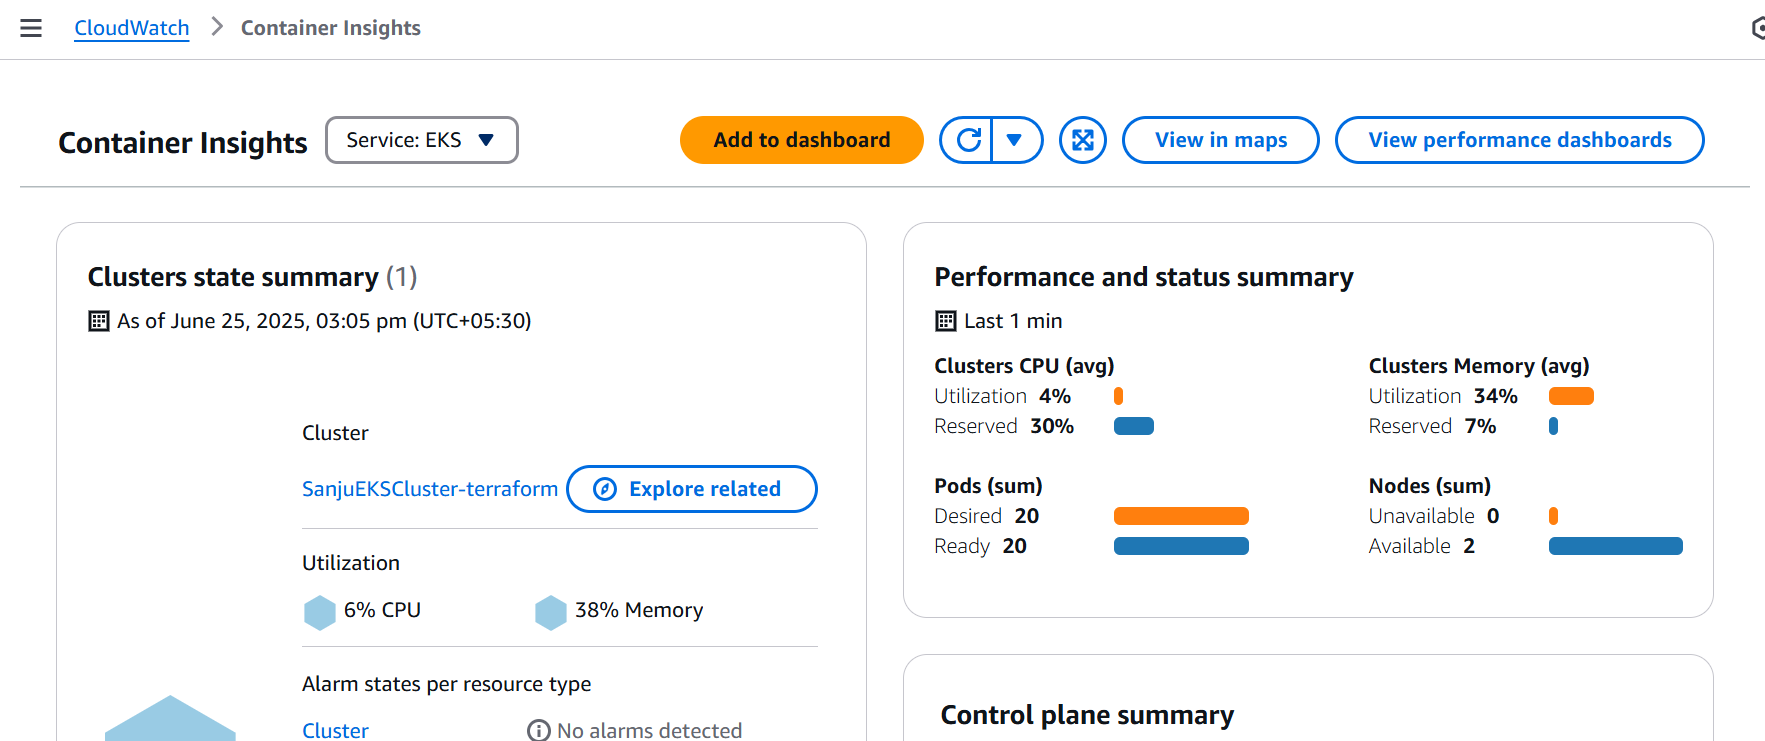 CloudWatch > Container Insights
Container Insights
Service: EKS
Add to dashboard
View in maps
View performance dashboards
Clusters state summary (1)
As of June 25, 2025, 03:05 pm (UTC+05:30)
Cluster
SanjuEKSCluster-terraform
Explore related
Utilization
6% CPU
38% Memory
Alarm states per resource type
Cluster
No alarms detected
Performance and status summary
Last 1 min
Clusters CPU (avg)
Utilization 4%
Reserved 30%
Clusters Memory (avg)
Utilization 34%
Reserved 7%
Pods (sum)
Desired 20
Ready 20
Nodes (sum)
Unavailable 0
Available 2
Control plane summary